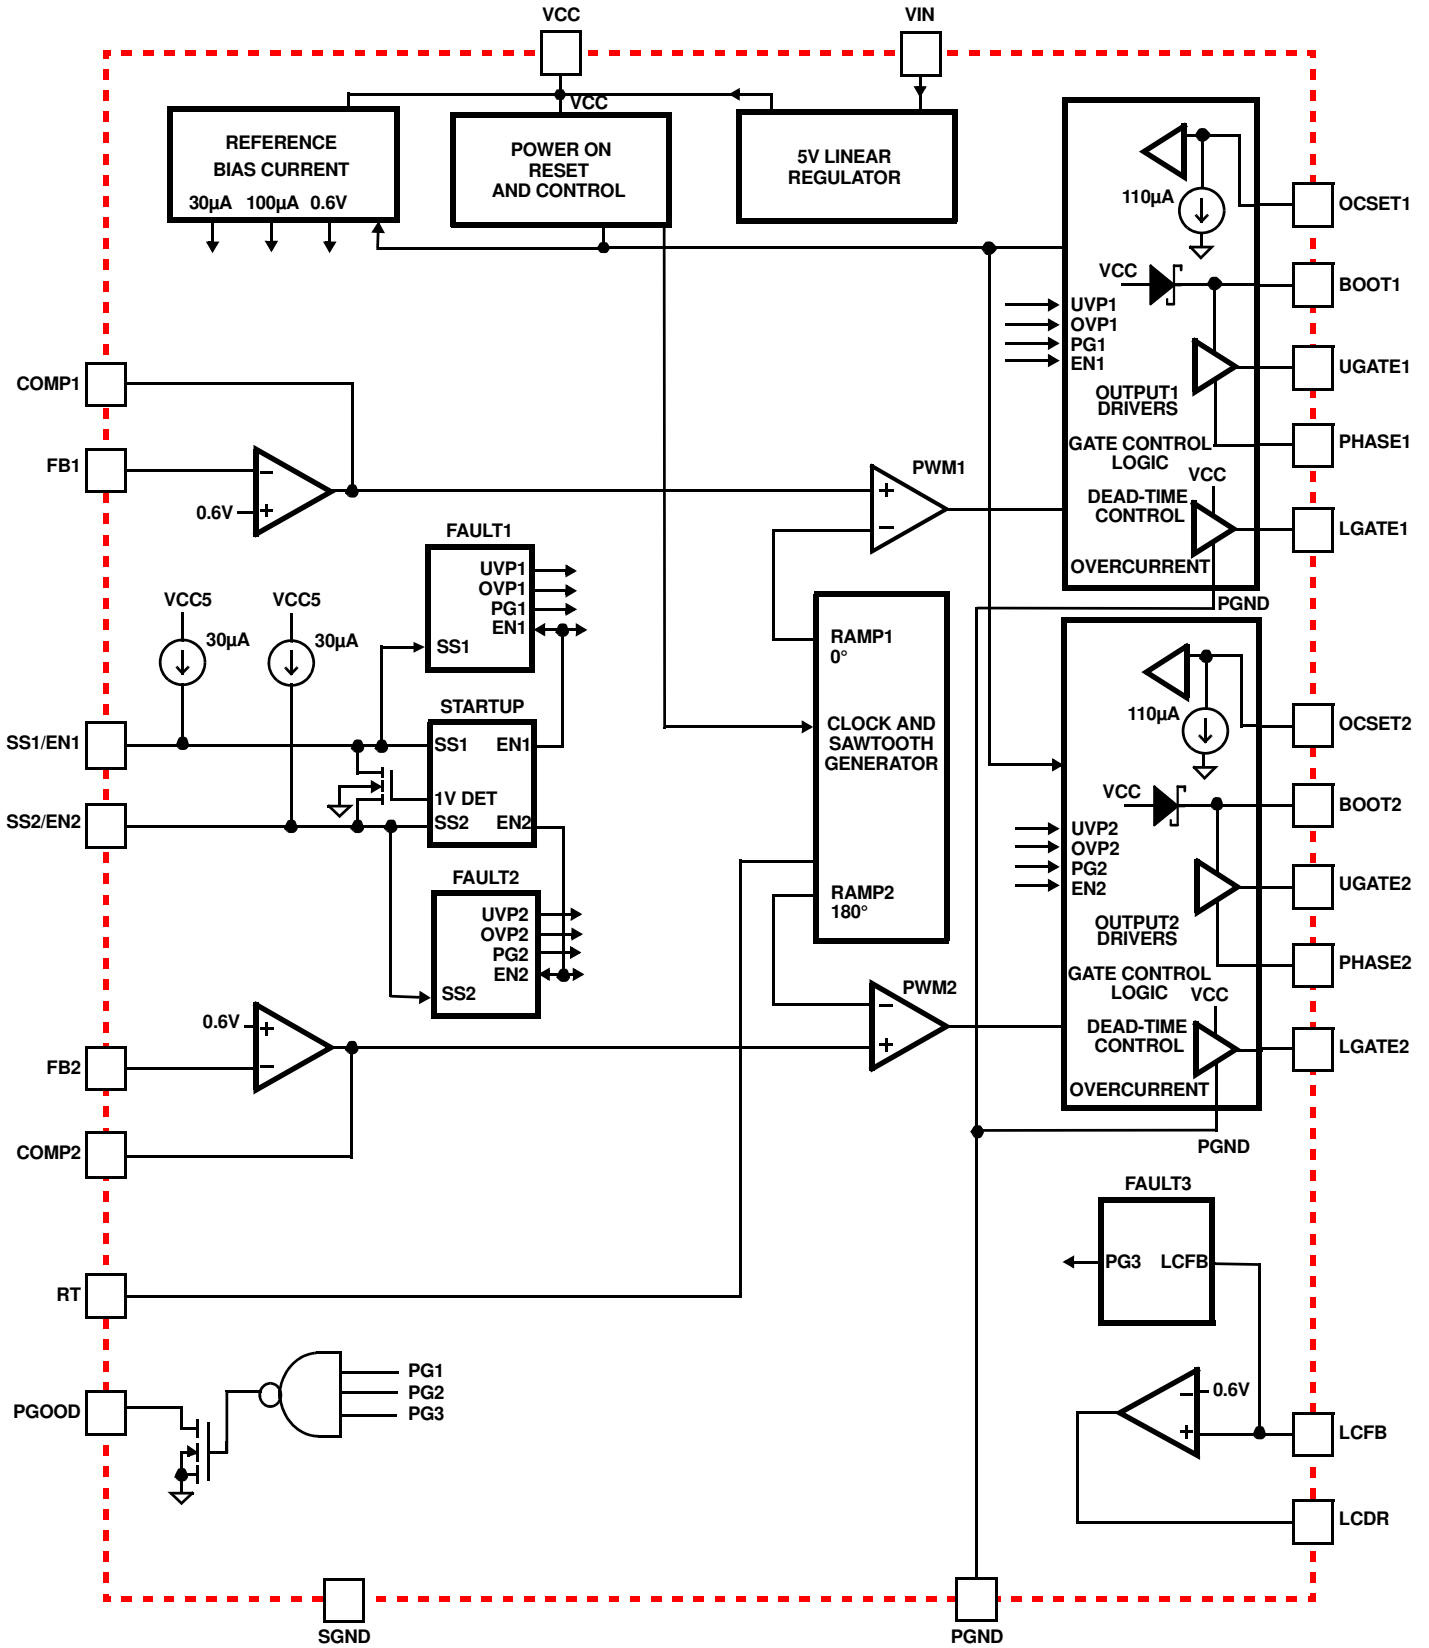 VCC
VIN
VCC
REFERENCE
BIAS CURRENT
30µA 100µA 0.6V
POWER ON
RESET
AND CONTROL
5V LINEAR
REGULATOR
110µA
OCSET1
VCC
BOOT1
UVP1
OVP1
PG1
EN1
UGATE1
OUTPUT1
DRIVERS
PHASE1
GATE CONTROL
LOGIC
VCC
DEAD-TIME
CONTROL
LGATE1
OVERCURRENT
PGND
COMP1
FB1
−
+
0.6V
PWM1
+
−
FAULT1
UVP1
OVP1
PG1
EN1
SS1
VCC5
30µA
VCC5
30µA
STARTUP
SS1 EN1
1V DET
SS2 EN2
SS1/EN1
SS2/EN2
FAULT2
UVP2
OVP2
PG2
EN2
SS2
RAMP1
0°
CLOCK AND
SAWTOOTH
GENERATOR
RAMP2
180°
110µA
OCSET2
VCC
BOOT2
UVP2
OVP2
PG2
EN2
UGATE2
OUTPUT2
DRIVERS
PHASE2
GATE CONTROL
LOGIC
VCC
DEAD-TIME
CONTROL
LGATE2
OVERCURRENT
PGND
PWM2
−
+
0.6V
+
−
FB2
COMP2
RT
FAULT3
PG3 LCFB
PGOOD
PG1
PG2
PG3
−
0.6V
+
LCFB
LCDR
SGND
PGND